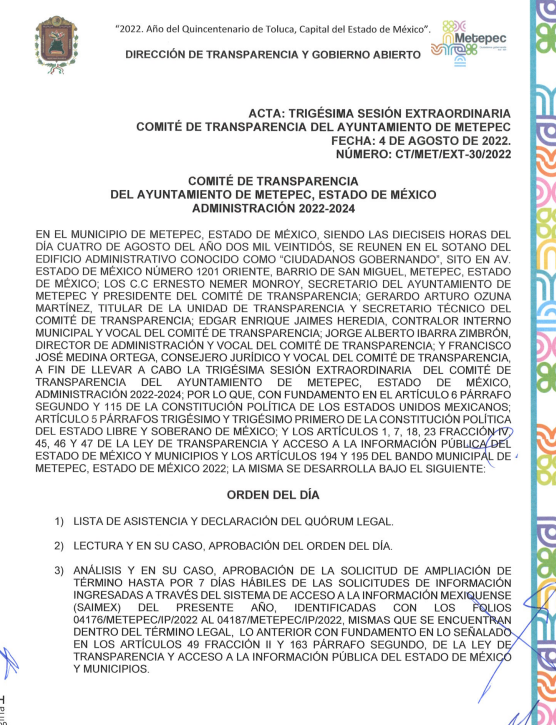 "2022. Año del Quincentenario de Toluca, Capital del Estado de México".
Metepec
DIRECCIÓN DE TRANSPARENCIA Y GOBIERNO ABIERTO
ACTA: TRIGÉSIMA SESIÓN EXTRAORDINARIA
COMITÉ DE TRANSPARENCIA DEL AYUNTAMIENTO DE METEPEC
FECHA: 4 DE AGOSTO DE 2022.
NÚMERO: CT/MET/EXT-30/2022
COMITÉ DE TRANSPARENCIA
DEL AYUNTAMIENTO DE METEPEC, ESTADO DE MÉXICO
ADMINISTRACIÓN 2022-2024
EN EL MUNICIPIO DE METEPEC, ESTADO DE MÉXICO, SIENDO LAS DIECISEIS HORAS DEL
DÍA CUATRO DE AGOSTO DEL AÑO DOS MIL VEINTIDÓS, SE REUNEN EN EL SOTANO DEL
EDIFICIO ADMINISTRATIVO CONOCIDO COMO "CIUDADANOS GOBERNANDO", SITO EN AV.
ESTADO DE MÉXICO NÚMERO 1201 ORIENTE, BARRIO DE SAN MIGUEL, METEPEC, ESTADO
DE MÉXICO; LOS C.C ERNESTO NEMER MONROY, SECRETARIO DEL AYUNTAMIENTO DE
METEPEC Y PRESIDENTE DEL COMITÉ DE TRANSPARENCIA; GERARDO ARTURO OZUNA
MARTÍNEZ, TITULAR DE LA UNIDAD DE TRANSPARENCIA Y SECRETARIO TÉCNICO DEL
COMITÉ DE TRANSPARENCIA; EDGAR ENRIQUE JAIMES HEREDIA, CONTRALOR INTERNO
MUNICIPAL Y VOCAL DEL COMITÉ DE TRANSPARENCIA; JORGE ALBERTO IBARRA ZIMBRÓN,
DIRECTOR DE ADMINISTRACIÓN Y VOCAL DEL COMITÉ DE TRANSPARENCIA; Y FRANCISCO
JOSÉ MEDINA ORTEGA, CONSEJERO JURÍDICO Y VOCAL DEL COMITÉ DE TRANSPARENCIA,
A FIN DE LLEVAR A CABO LA TRIGÉSIMA SESIÓN EXTRAORDINARIA DEL COMITÉ DE
TRANSPARENCIA DEL AYUNTAMIENTO DE METEPEC, ESTADO DE MÉXICO,
ADMINISTRACIÓN 2022-2024; POR LO QUE, CON FUNDAMENTO EN EL ARTÍCULO 6 PÁRRAFO
SEGUNDO Y 115 DE LA CONSTITUCIÓN POLÍTICA DE LOS ESTADOS UNIDOS MEXICANOS;
ARTÍCULO 5 PÁRRAFOS TRIGÉSIMO Y TRIGÉSIMO PRIMERO DE LA CONSTITUCIÓN POLÍTICA
DEL ESTADO LIBRE Y SOBERANO DE MÉXICO; Y LOS ARTÍCULOS 1, 7, 18, 23 FRACCIÓN IV,
45, 46 Y 47 DE LA LEY DE TRANSPARENCIA Y ACCESO A LA INFORMACIÓN PÚBLICA DEL
ESTADO DE MÉXICO Y MUNICIPIOS Y LOS ARTÍCULOS 194 Y 195 DEL BANDO MUNICIPAL DE
METEPEC, ESTADO DE MÉXICO 2022; LA MISMA SE DESARROLLA BAJO EL SIGUIENTE:
ORDEN DEL DÍA
1) LISTA DE ASISTENCIA Y DECLARACIÓN DEL QUÓRUM LEGAL.
2) LECTURA Y EN SU CASO, APROBACIÓN DEL ORDEN DEL DÍA.
3) ANÁLISIS Y EN SU CASO, APROBACIÓN DE LA SOLICITUD DE AMPLIACIÓN DE
TÉRMINO HASTA POR 7 DÍAS HÁBILES DE LAS SOLICITUDES DE INFORMACIÓN
INGRESADAS A TRAVÉS DEL SISTEMA DE ACCESO A LA INFORMACIÓN MEXIQUENSE
(SAIMEX) DEL PRESENTE AÑO, IDENTIFICADAS CON LOS FOLIOS
04176/METEPEC/IP/2022 AL 04187/METEPEC/IP/2022, MISMAS QUE SE ENCUENTRAN
DENTRO DEL TÉRMINO LEGAL, LO ANTERIOR CON FUNDAMENTO EN LO SEÑALADO
EN LOS ARTÍCULOS 49 FRACCIÓN II Y 163 PÁRRAFO SEGUNDO, DE LA LEY DE
TRANSPARENCIA Y ACCESO A LA INFORMACIÓN PÚBLICA DEL ESTADO DE MÉXICO
Y MUNICIPIOS.